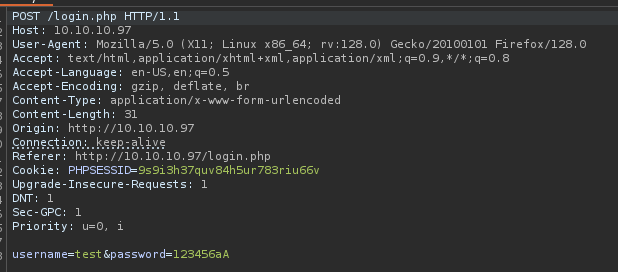 POST /login.php HTTP/1.1
Host: 10.10.10.97
User-Agent: Mozilla/5.0 (X11; Linux x86_64; rv:128.0) Gecko/20100101 Firefox/128.0
Accept: text/html,application/xhtml+xml,application/xml;q=0.9,*/*;q=0.8
Accept-Language: en-US,en;q=0.5
Accept-Encoding: gzip, deflate, br
Content-Type: application/x-www-form-urlencoded
Content-Length: 31
Origin: http://10.10.10.97
Connection: keep-alive
Referer: http://10.10.10.97/login.php
Cookie: PHPSESSID=9s9i3h37quv84h5ur783riu66v
Upgrade-Insecure-Requests: 1
DNT: 1
Sec-GPC: 1
Priority: u=0, i
username=test&password=123456aA